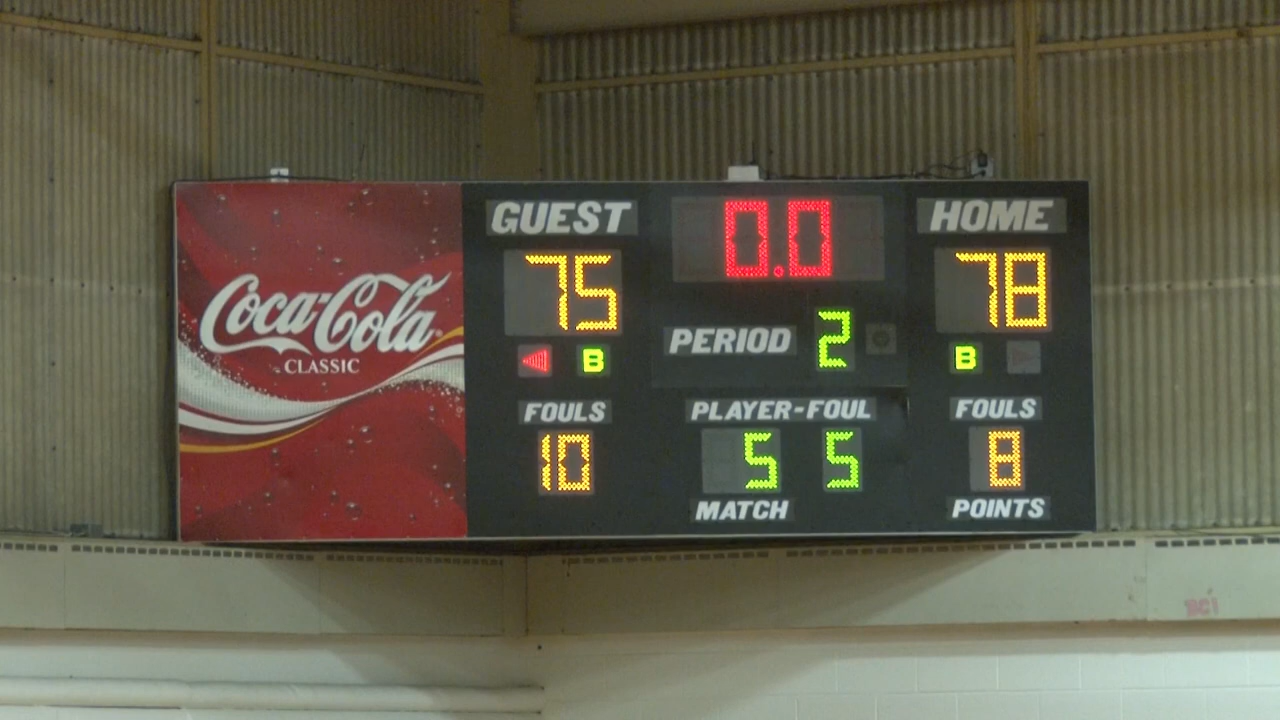 Coca-Cola
CLASSIC
GUEST
75
B
FOULS
10
0.0
PERIOD 2
PLAYER-FOUL
5 5
MATCH
HOME
78
B
FOULS
8
POINTS
BCI